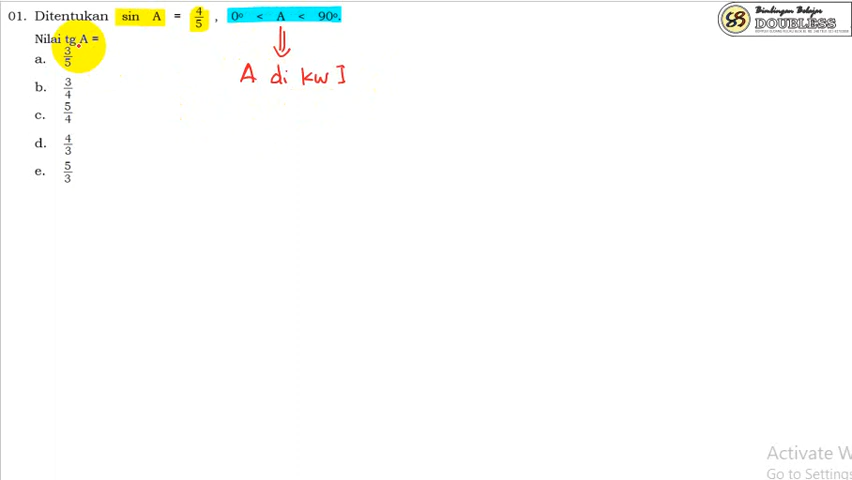 01. Ditentukan sin A = 4/5 , 0° < A < 90°.
Nilai tg A =
a. 3/5
b. 3/4
c. 5/4
d. 4/3
e. 5/3
A di kw I
Bimbingan Belajar
DOUBLESS
Activate W
Go to Settings